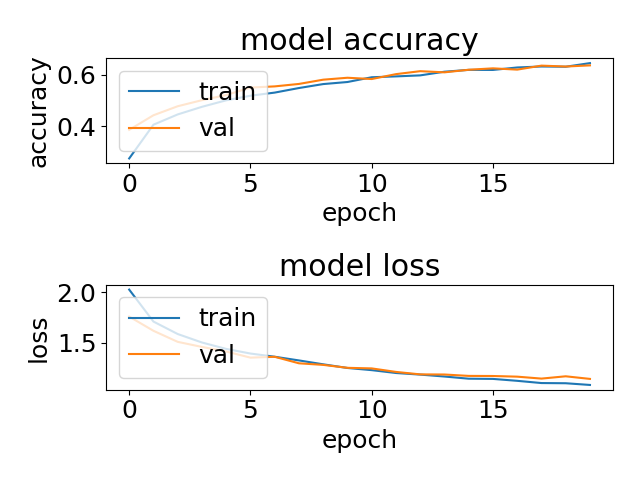 model accuracy
accuracy
0.6
0.4
train
val
0 5 10 15
epoch
model loss
loss
2.0
1.5
train
val
0 5 10 15
epoch